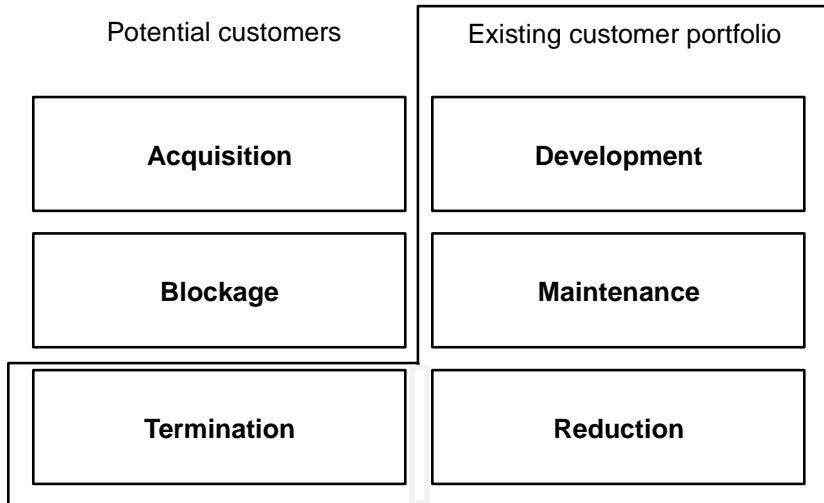 Potential customers
Existing customer portfolio
Acquisition
Development
Blockage
Maintenance
Termination
Reduction